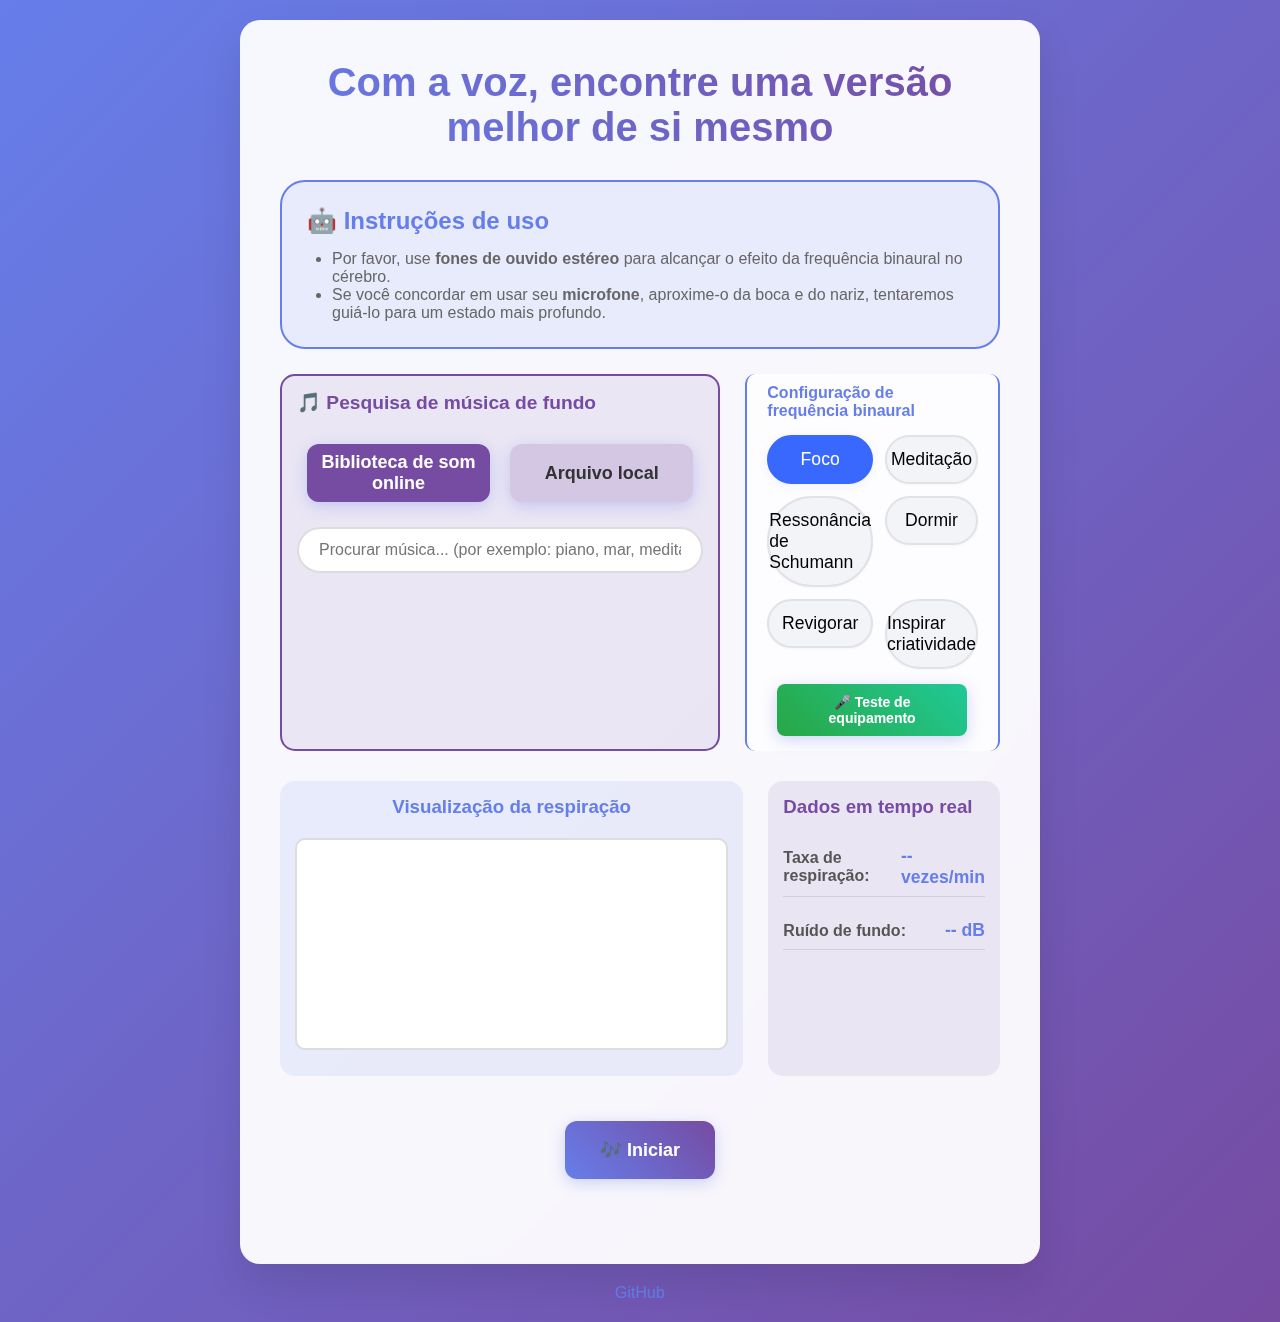 Com a voz, encontre uma versão
melhor de si mesmo
🤖 Instruções de uso
• Por favor, use fones de ouvido estéreo para alcançar o efeito da frequência binaural no
cérebro.
• Se você concordar em usar seu microfone, aproxime-o da boca e do nariz, tentaremos
guiá-lo para um estado mais profundo.
🎵 Pesquisa de música de fundo
Biblioteca de som
online
Arquivo local
Procurar música... (por exemplo: piano, mar, medita
Configuração de
frequência binaural
Foco
Meditação
Ressonância
de
Schumann
Dormir
Revigorar
Inspirar
criatividade
🎤 Teste de
equipamento
Visualização da respiração
Dados em tempo real
Taxa de
respiração:
--
vezes/min
Ruído de fundo:
-- dB
🎶 Iniciar
GitHub